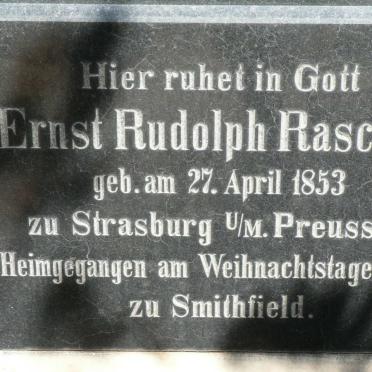 Hier ruhet in Gott
Ernst Rudolph Rasc
geb. am 27. April 1853
zu Strasburg U/M. Preuss
Heimgegangen am Weihnachtstage
zu Smithfield.